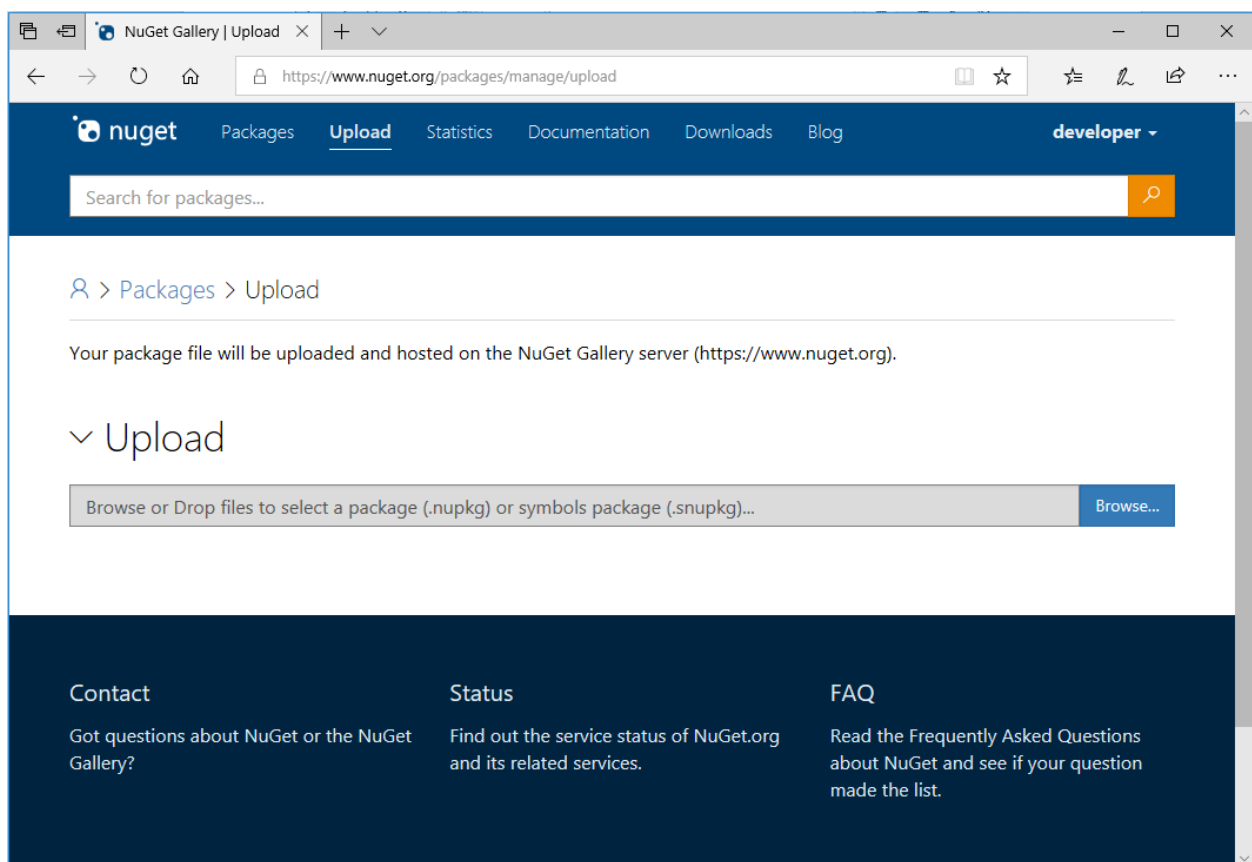 NuGet Gallery | Upload
https://www.nuget.org/packages/manage/upload
nuget Packages Upload Statistics Documentation Downloads Blog developer
Search for packages...
> Packages > Upload
Your package file will be uploaded and hosted on the NuGet Gallery server (https://www.nuget.org).
Upload
Browse or Drop files to select a package (.nupkg) or symbols package (.snupkg)... Browse...
Contact
Got questions about NuGet or the NuGet
Gallery?
Status
Find out the service status of NuGet.org
and its related services.
FAQ
Read the Frequently Asked Questions
about NuGet and see if your question
made the list.